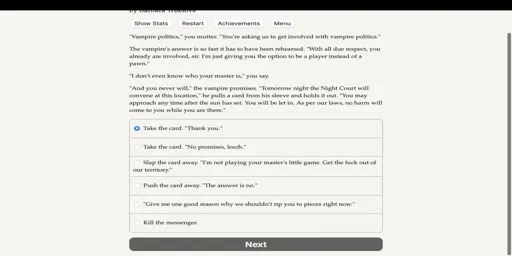 by Barbara Truelove
Show Stats Restart Achievements Menu
"Vampire politics," you mutter. "You're asking us to get involved with vampire politics."
The vampire's answer is so fast it has to have been rehearsed. "With all due respect, you
already are involved, sir. I'm just giving you the option to be a player instead of a
pawn."
"I don't even know who your master is," you say.
"And you never will," the vampire promises. "Tomorrow night the Night Court will
convene at this location," he pulls a card from his sleeve and holds it out. "You may
approach any time after the sun has set. You will be let in. As per our laws, no harm will
come to you while you are there."
Take the card. "Thank you."
Take the card. "No promises, leech."
Slap the card away. "I'm not playing your master's little game. Get the fuck out of
our territory."
Push the card away. "The answer is no."
"Give me one good reason why we shouldn't rip you to pieces right now."
Kill the messenger.
Next